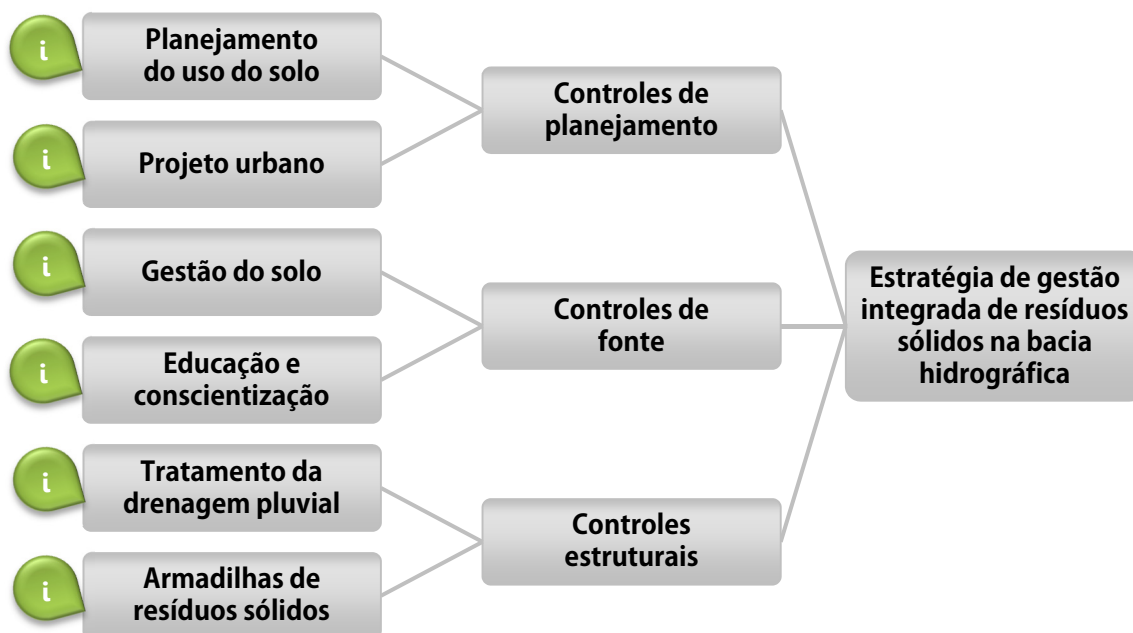 i
Planejamento
do uso do solo
i
Projeto urbano
Controles de
planejamento
i
Gestão do solo
i
Educação e
conscientização
Controles de
fonte
i
Tratamento da
drenagem pluvial
i
Armadilhas de
resíduos sólidos
Controles
estruturais
Estratégia de gestão
integrada de resíduos
sólidos na bacia
hidrográfica